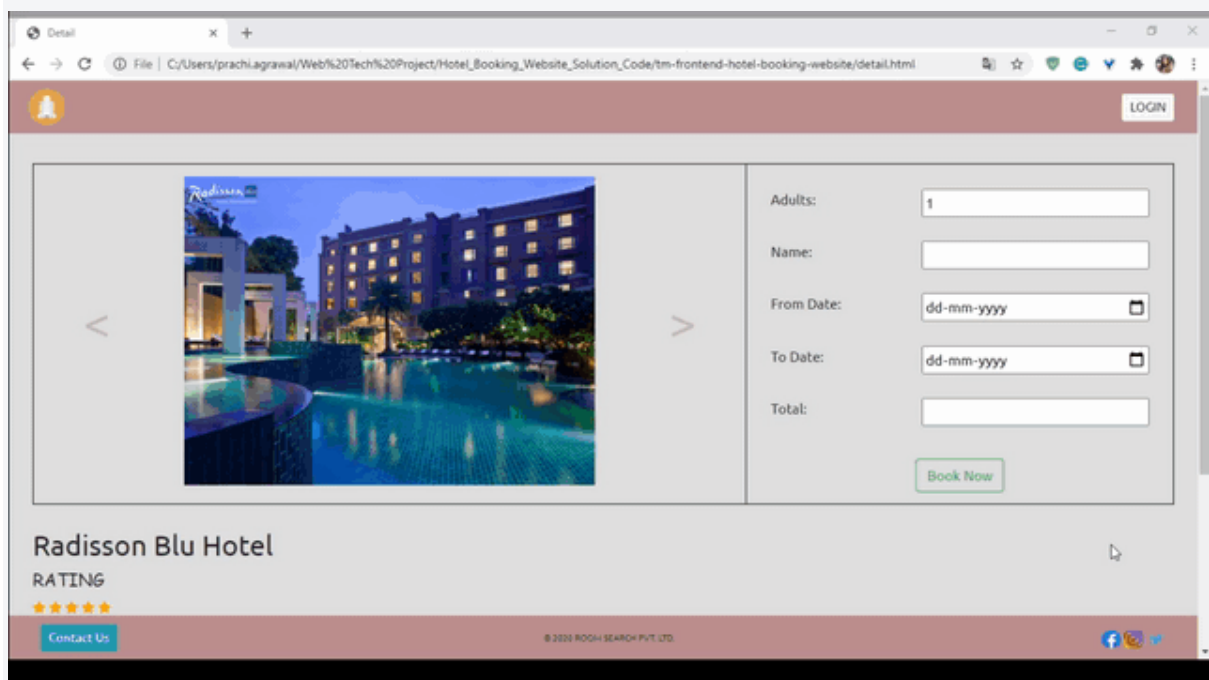 Detail
File | C:/Users/prachi.agrawal/Web%20Tech%20Project/Hotel_Booking_Website_Solution_Code/tm-frontend-hotel-booking-website/detail.html
LOGIN
Radisson
Adults:
1
Name:
From Date:
dd-mm-yyyy
To Date:
dd-mm-yyyy
Total:
Book Now
<
>
Radisson Blu Hotel
RATING
Contact Us
© 2020 ROOM SEARCH PVT. LTD.